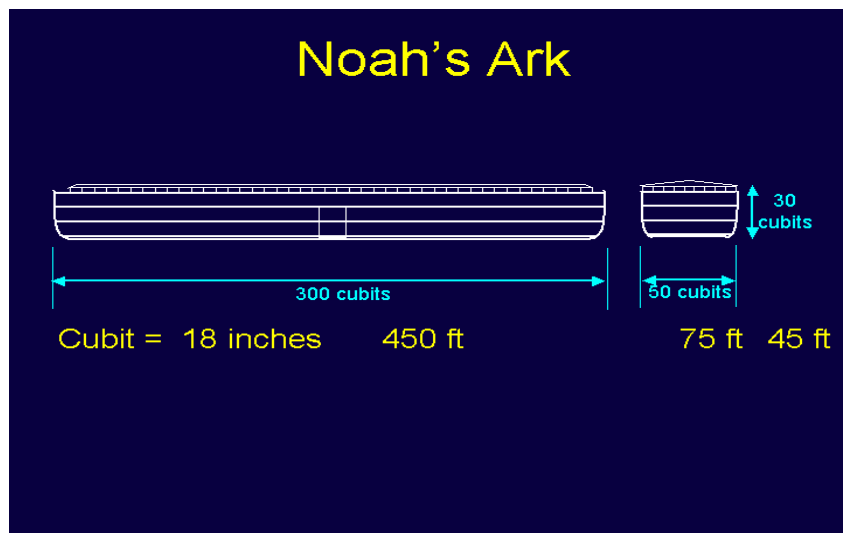 Noah’s Ark
30
cubits
300 cubits
50 cubits
Cubit = 18 inches 450 ft 75 ft 45 ft